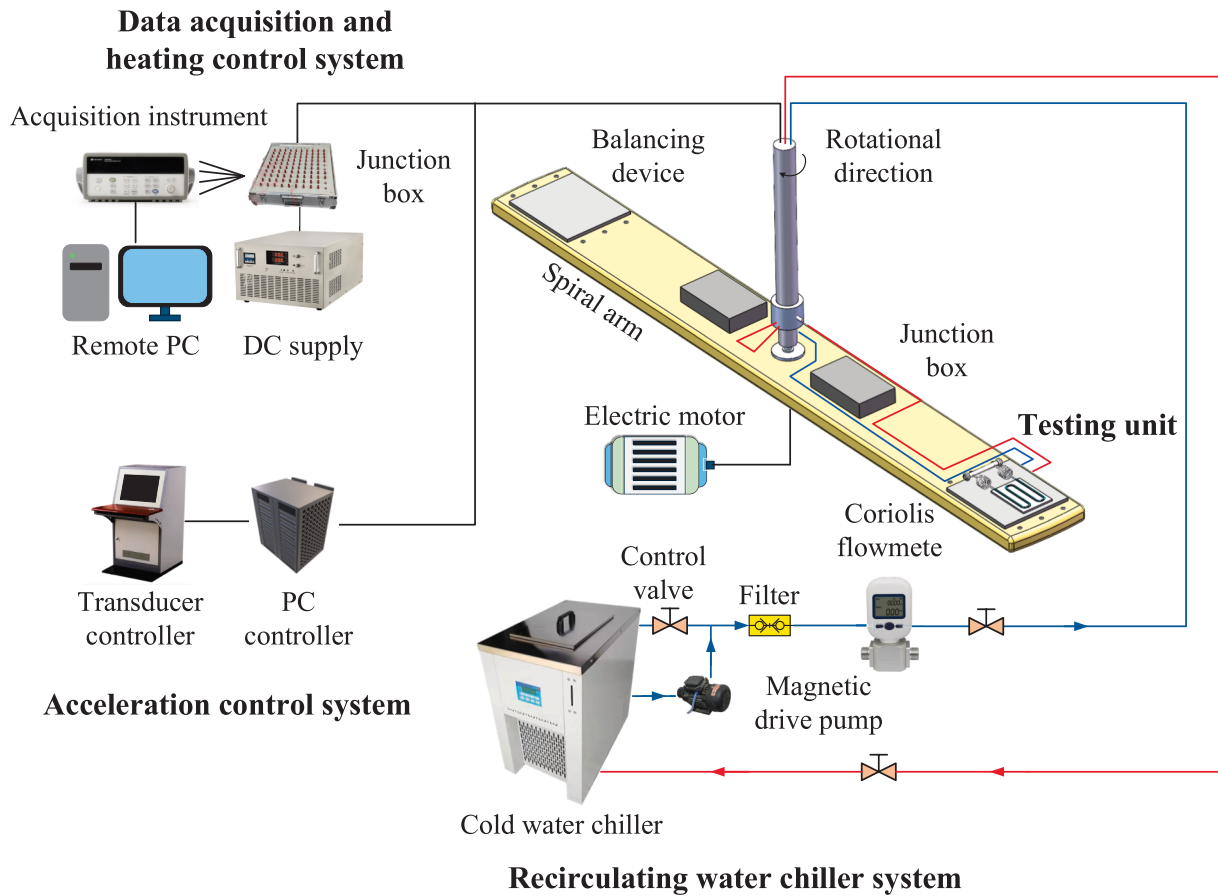 Data acquisition and
heating control system
Acquisition instrument
Junction
box
Remote PC
DC supply
Balancing
device
Rotational
direction
Spiral arm
Junction
box
Electric motor
Testing unit
Transducer
controller
PC
controller
Acceleration control system
Control
valve
Filter
Coriolis
flowmete
Magnetic
drive pump
Cold water chiller
Recirculating water chiller system